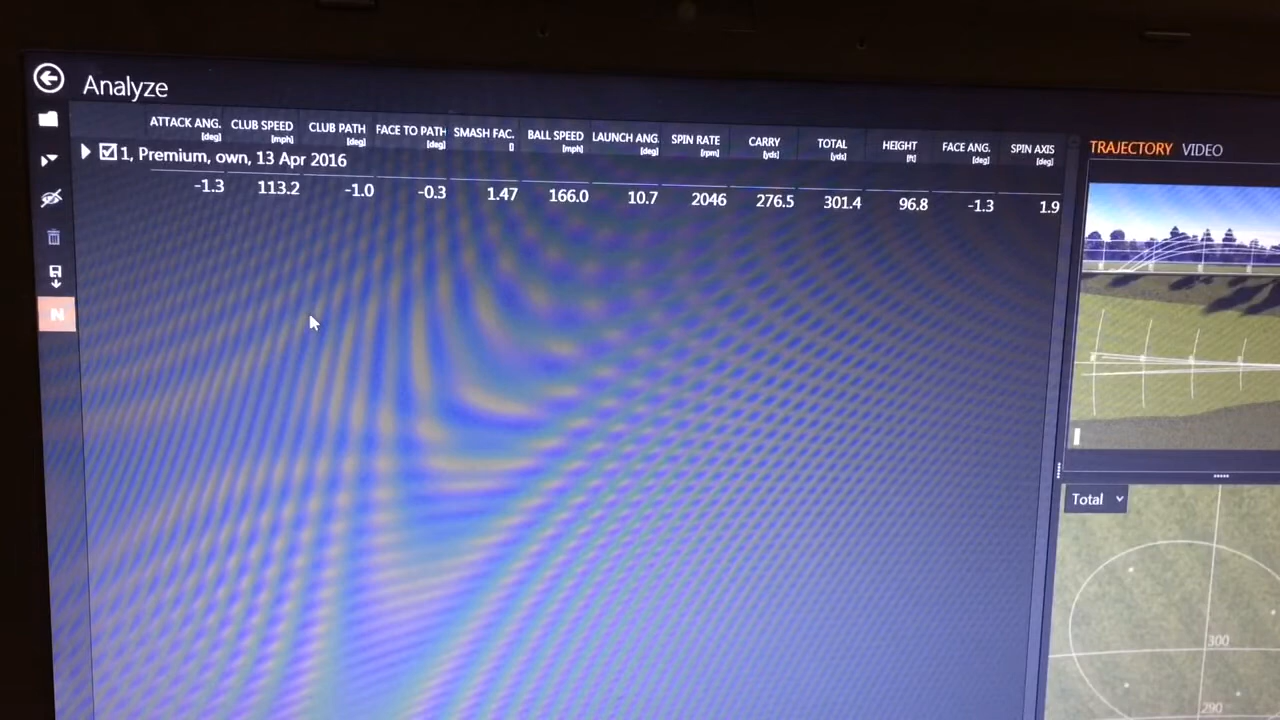 Analyze
ATTACK ANG. CLUB SPEED CLUB PATH FACE TO PATH SMASH FAC. BALL SPEED LAUNCH ANG. SPIN RATE CARRY TOTAL HEIGHT FACE ANG. SPIN AXIS
[deg] [mph] [deg] [deg] [] [mph] [deg] [rpm] [yds] [yds] [ft] [deg] [deg]
1, Premium, own, 13 Apr 2016
-1.3 113.2 -1.0 -0.3 1.47 166.0 10.7 2046 276.5 301.4 96.8 -1.3 1.9
N
TRAJECTORY VIDEO
Total
300
290